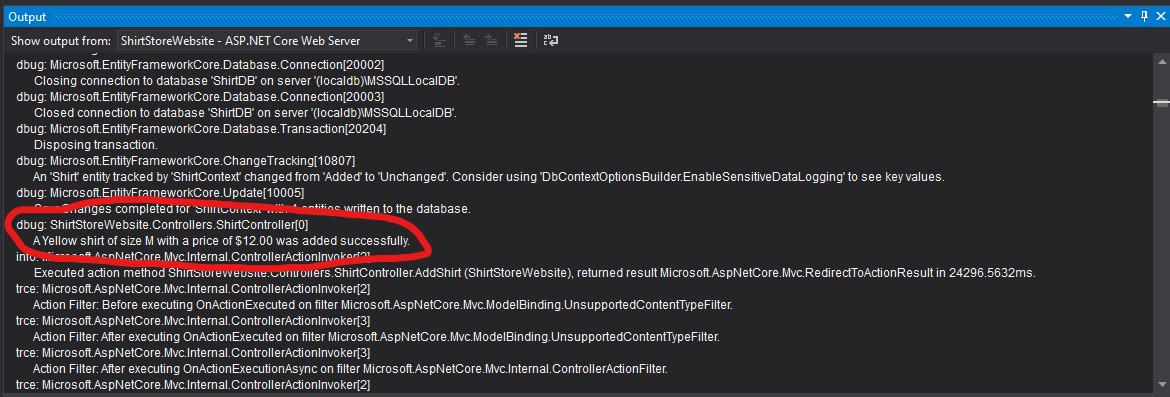 Output
Show output from: ShirtStoreWebsite - ASP.NET Core Web Server
dbug: Microsoft.EntityFrameworkCore.Database.Connection[20002]
Closing connection to database 'ShirtDB' on server '(localdb)\MSSQLLocalDB'.
dbug: Microsoft.EntityFrameworkCore.Database.Connection[20003]
Closed connection to database 'ShirtDB' on server '(localdb)\MSSQLLocalDB'.
dbug: Microsoft.EntityFrameworkCore.Database.Transaction[20204]
Disposing transaction.
dbug: Microsoft.EntityFrameworkCore.ChangeTracking[10807]
An 'Shirt' entity tracked by 'ShirtContext' changed from 'Added' to 'Unchanged'. Consider using 'DbContextOptionsBuilder.EnableSensitiveDataLogging' to see key values.
dbug: Microsoft.EntityFrameworkCore.Update[10005]
SaveChanges completed for 'ShirtContext' with 1 entities written to the database.
dbug: ShirtStoreWebsite.Controllers.ShirtController[0]
A Yellow shirt of size M with a price of $12.00 was added successfully.
info: Microsoft.AspNetCore.Mvc.Internal.ControllerActionInvoker[2]
Executed action method ShirtStoreWebsite.Controllers.ShirtController.AddShirt (ShirtStoreWebsite), returned result Microsoft.AspNetCore.Mvc.RedirectToActionResult in 24296.5632ms.
trce: Microsoft.AspNetCore.Mvc.Internal.ControllerActionInvoker[2]
Action Filter: Before executing OnActionExecuted on filter Microsoft.AspNetCore.Mvc.ModelBinding.UnsupportedContentTypeFilter.
trce: Microsoft.AspNetCore.Mvc.Internal.ControllerActionInvoker[3]
Action Filter: After executing OnActionExecuted on filter Microsoft.AspNetCore.Mvc.ModelBinding.UnsupportedContentTypeFilter.
trce: Microsoft.AspNetCore.Mvc.Internal.ControllerActionInvoker[3]
Action Filter: After executing OnActionExecutionAsync on filter Microsoft.AspNetCore.Mvc.Internal.ControllerActionFilter.
trce: Microsoft.AspNetCore.Mvc.Internal.ControllerActionInvoker[2]